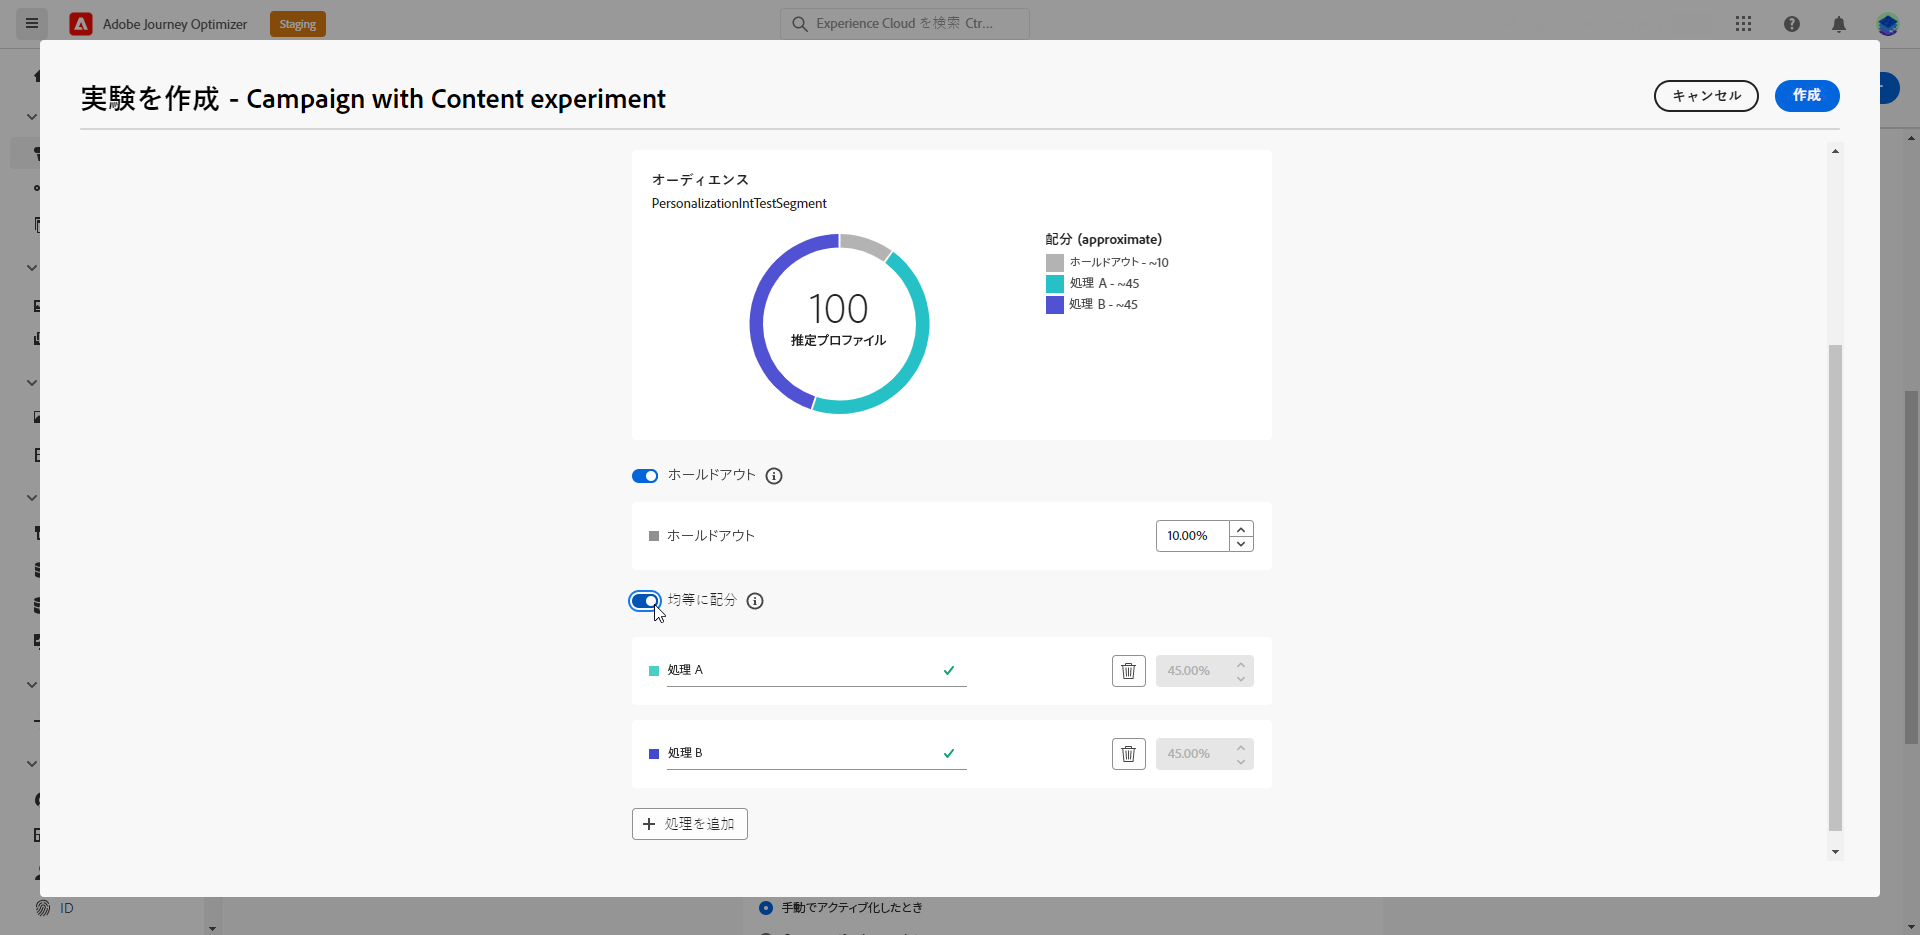 Adobe Journey Optimizer
Staging
Experience Cloud を検索 Ctr...
実験を作成 - Campaign with Content experiment
キャンセル
作成
オーディエンス
PersonalizationIntTestSegment
100
推定プロファイル
配分 (approximate)
ホールドアウト - ~10
処理 A - ~45
処理 B - ~45
ホールドアウト
ホールドアウト
10.00%
均等に配分
処理 A
45.00%
処理 B
45.00%
処理を追加
ID
手動でアクティブ化したとき